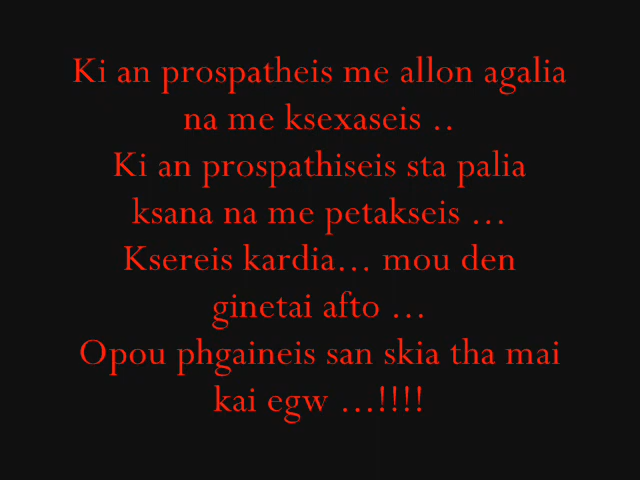 Ki an prospatheis me allon agalia
na me ksexaseis ..
Ki an prospathiseis sta palia
ksana na me petakseis ...
Ksereis kardia... mou den
ginetai afto ...
Opou phgaineis san skia tha mai
kai egw ...!!!!